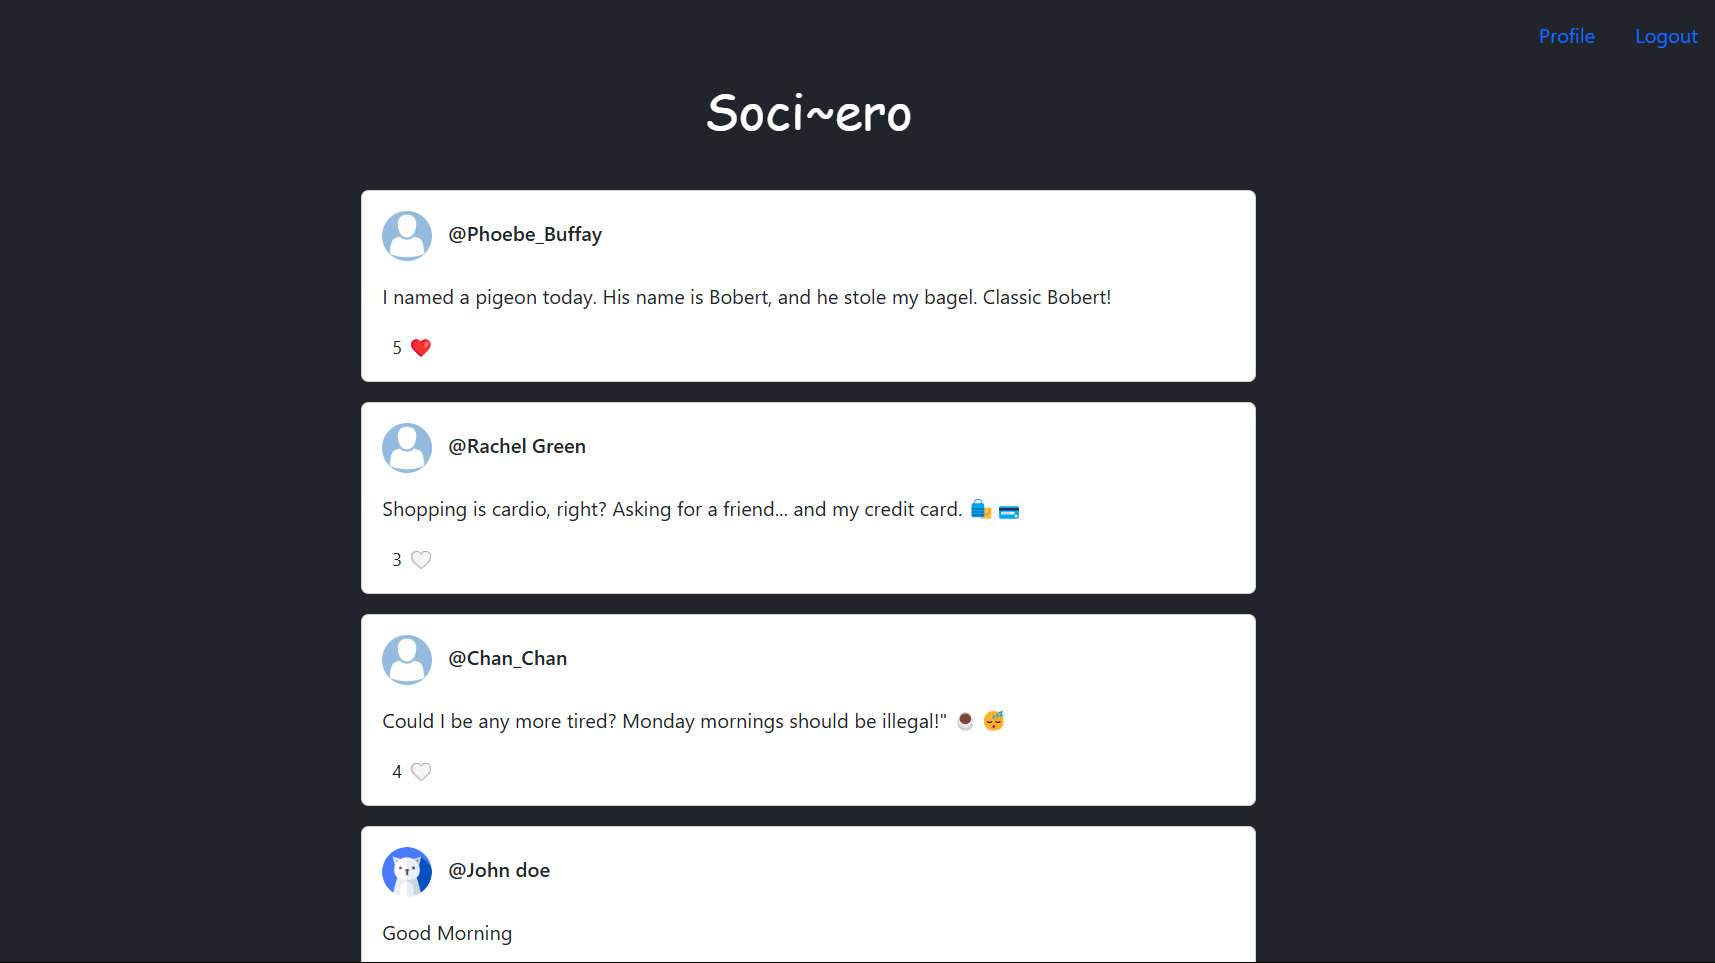 Profile Logout
Soci~ero
@Phoebe_Buffay
I named a pigeon today. His name is Bobert, and he stole my bagel. Classic Bobert!
5 ❤️
@Rachel Green
Shopping is cardio, right? Asking for a friend... and my credit card. 🛍️ 💳
3 🤍
@Chan_Chan
Could I be any more tired? Monday mornings should be illegal!" ☕ 😴
4 🤍
@John doe
Good Morning